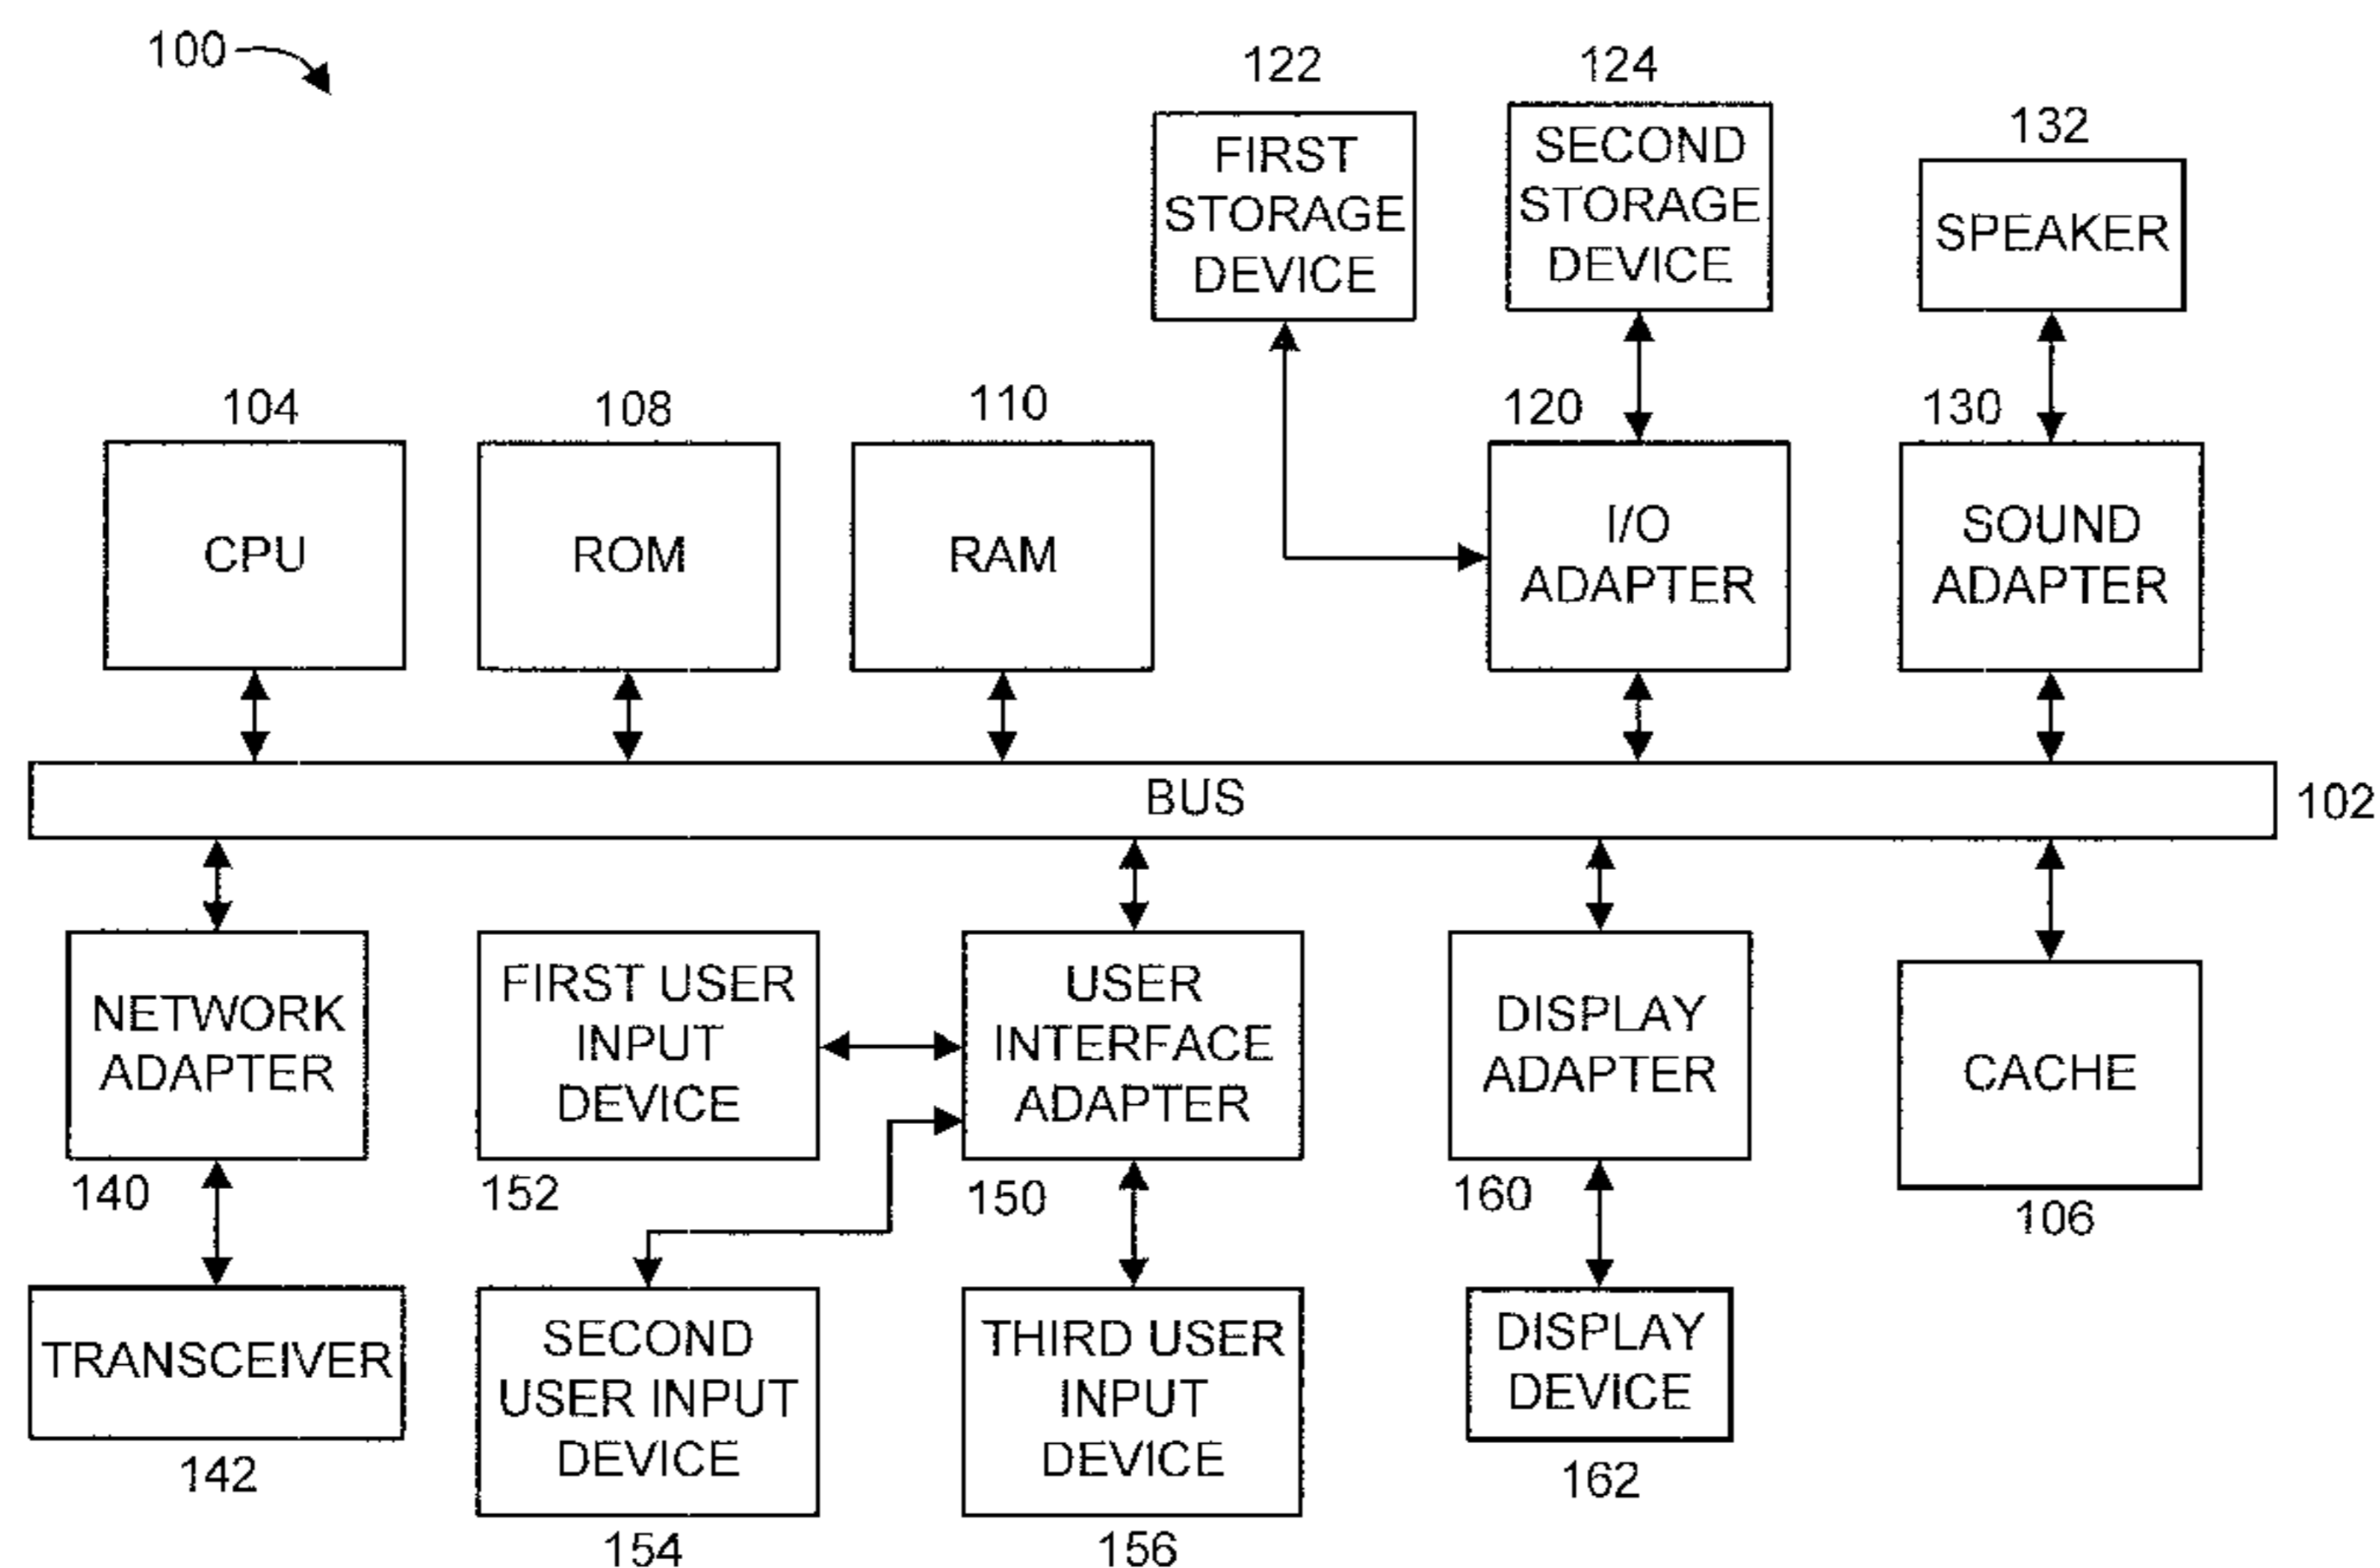 100
122
124
132
FIRST
STORAGE
DEVICE
SECOND
STORAGE
DEVICE
SPEAKER
104
108
110
120
130
CPU
ROM
RAM
I/O
ADAPTER
SOUND
ADAPTER
BUS
102
NETWORK
ADAPTER
FIRST USER
INPUT
DEVICE
USER
INTERFACE
ADAPTER
DISPLAY
ADAPTER
CACHE
140
152
150
160
106
TRANSCEIVER
SECOND
USER INPUT
DEVICE
THIRD USER
INPUT
DEVICE
DISPLAY
DEVICE
142
154
156
162